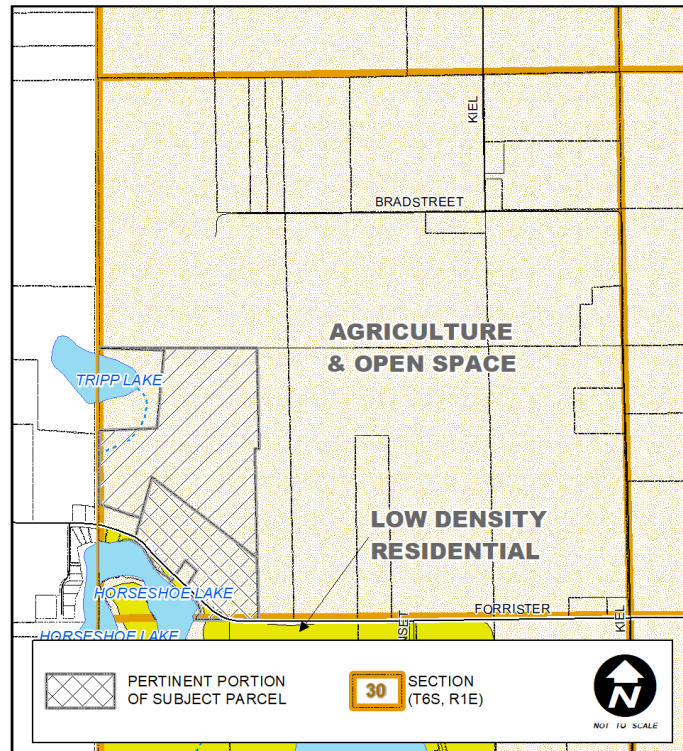 KIEL
BRADSTREET
AGRICULTURE
& OPEN SPACE
TRIPP LAKE
LOW DENSITY
RESIDENTIAL
HORSESHOE LAKE
FORRISTER
HORSESHOE LAKE
NSET
KIEL
PERTINENT PORTION
OF SUBJECT PARCEL
30
SECTION
(T6S, R1E)
N
NOT TO SCALE